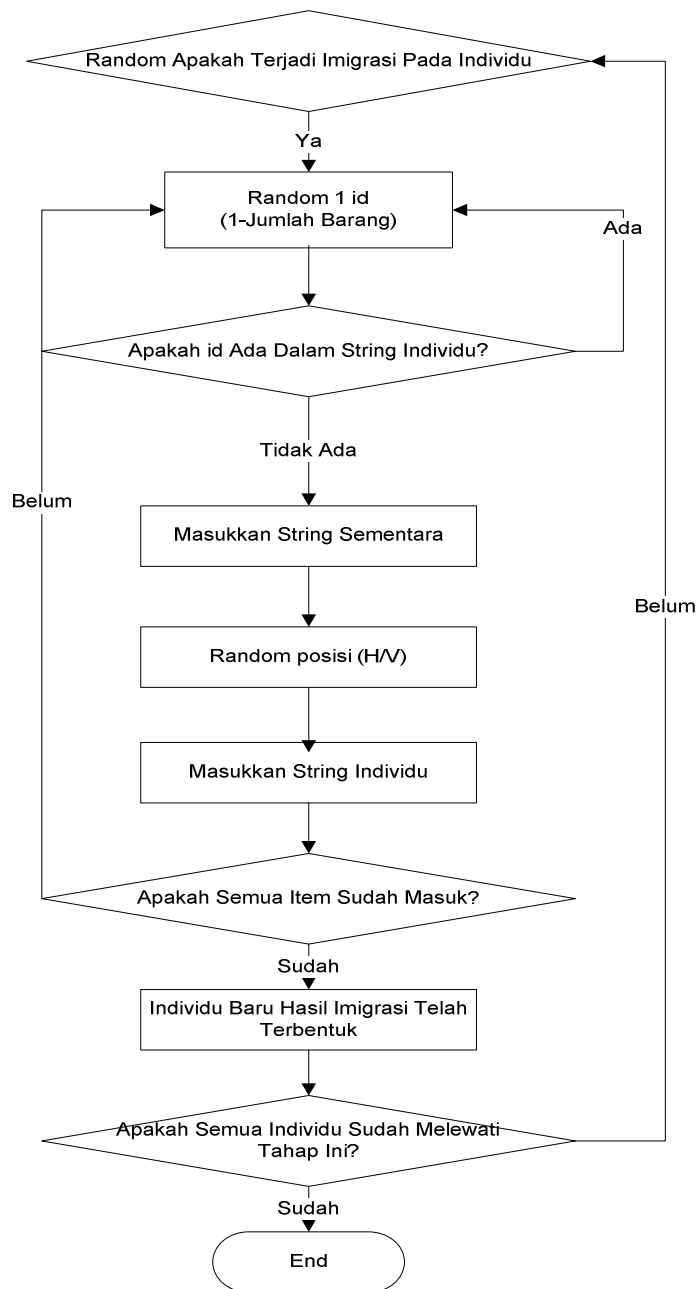 Random Apakah Terjadi Imigrasi Pada Individu
Ya
Random 1 id
(1-Jumlah Barang)
Ada
Apakah id Ada Dalam String Individu?
Tidak Ada
Belum
Masukkan String Sementara
Belum
Random posisi (H/V)
Masukkan String Individu
Apakah Semua Item Sudah Masuk?
Sudah
Individu Baru Hasil Imigrasi Telah
Terbentuk
Apakah Semua Individu Sudah Melewati
Tahap Ini?
Sudah
End